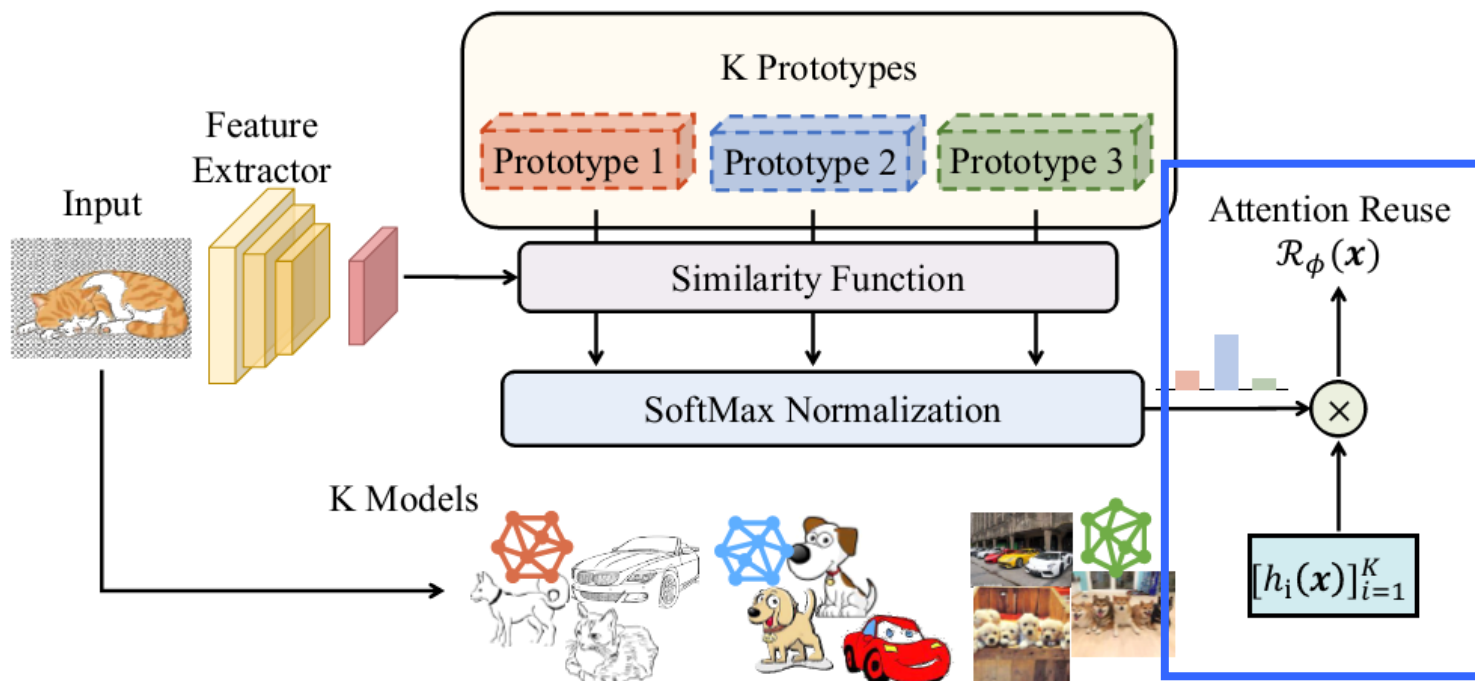 K Prototypes
Feature
Extractor
Prototype 1
Prototype 2
Prototype 3
Input
Attention Reuse
ℛ_ϕ(𝒙)
Similarity Function
SoftMax Normalization
×
K Models
[h_i(𝒙)]_{i=1}^K